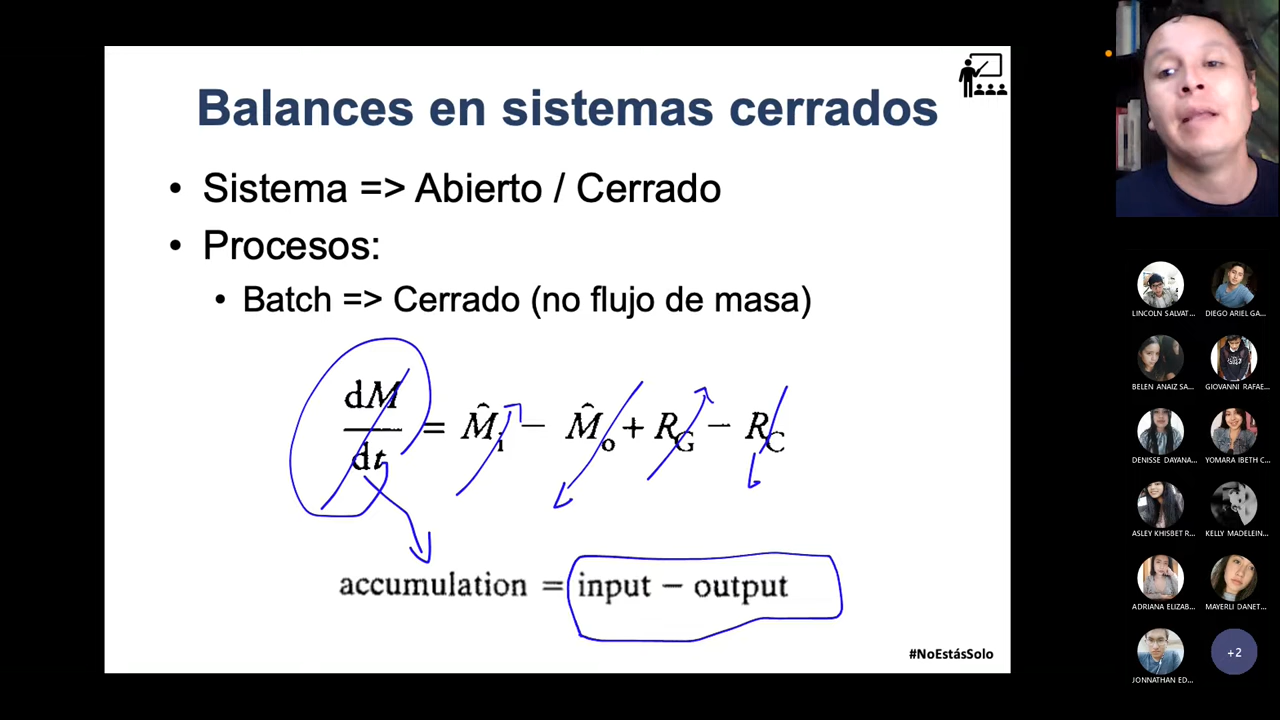 Balances en sistemas cerrados
• Sistema => Abierto / Cerrado
• Procesos:
• Batch => Cerrado (no flujo de masa)
dM/dt = M̂i − M̂o + RG − RC
accumulation = input − output
#NoEstásSolo
LINCOLN SALVAT...
DIEGO ARIEL GA...
BELEN ANAIZ SA...
GIOVANNI RAFAE...
DENISSE DAYANA...
YOMARA IBETH C...
ASLEY KHISBET R...
KELLY MADELEIN...
ADRIANA ELIZAB...
MAYERLI DANET...
JONNATHAN ED...
+2